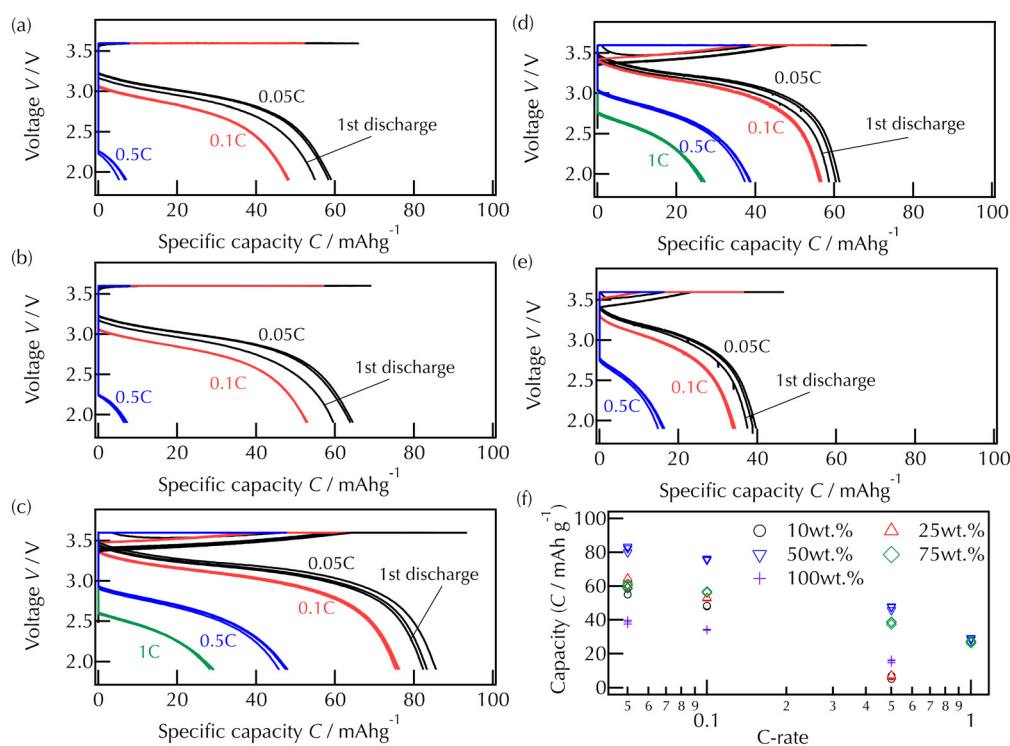 (a)
3.5
3.0
2.5
2.0
Voltage V / V
0.05C
1st discharge
0.1C
0.5C
0 20 40 60 80 100
Specific capacity C / mAhg-1
(b)
3.5
3.0
2.5
2.0
Voltage V / V
0.05C
1st discharge
0.1C
0.5C
0 20 40 60 80 100
Specific capacity C / mAhg-1
(c)
3.5
3.0
2.5
2.0
Voltage V / V
0.05C
1st discharge
0.1C
0.5C
1C
0 20 40 60 80 100
Specific capacity C / mAhg-1
(d)
3.5
3.0
2.5
2.0
Voltage V / V
0.05C
1st discharge
0.1C
0.5C
1C
0 20 40 60 80 100
Specific capacity C / mAhg-1
(e)
3.5
3.0
2.5
2.0
Voltage V / V
0.05C
1st discharge
0.1C
0.5C
0 20 40 60 80 100
Specific capacity C / mAhg-1
(f)
100
80
60
40
20
0
Capacity (C / mAh g-1)
10wt.% 25wt.%
50wt.% 75wt.%
100wt.%
5 6 7 8 9 0.1 2 3 4 5 6 7 8 9 1
C-rate